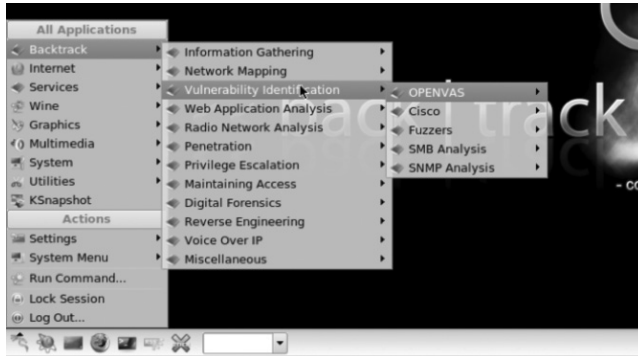 All Applications
Backtrack
Internet
Services
Wine
Graphics
Multimedia
System
Utilities
KSnapshot
Actions
Settings
System Menu
Run Command...
Lock Session
Log Out...
Information Gathering
Network Mapping
Vulnerability Identification
Web Application Analysis
Radio Network Analysis
Penetration
Privilege Escalation
Maintaining Access
Digital Forensics
Reverse Engineering
Voice Over IP
Miscellaneous
OPENVAS
Cisco
Fuzzers
SMB Analysis
SNMP Analysis